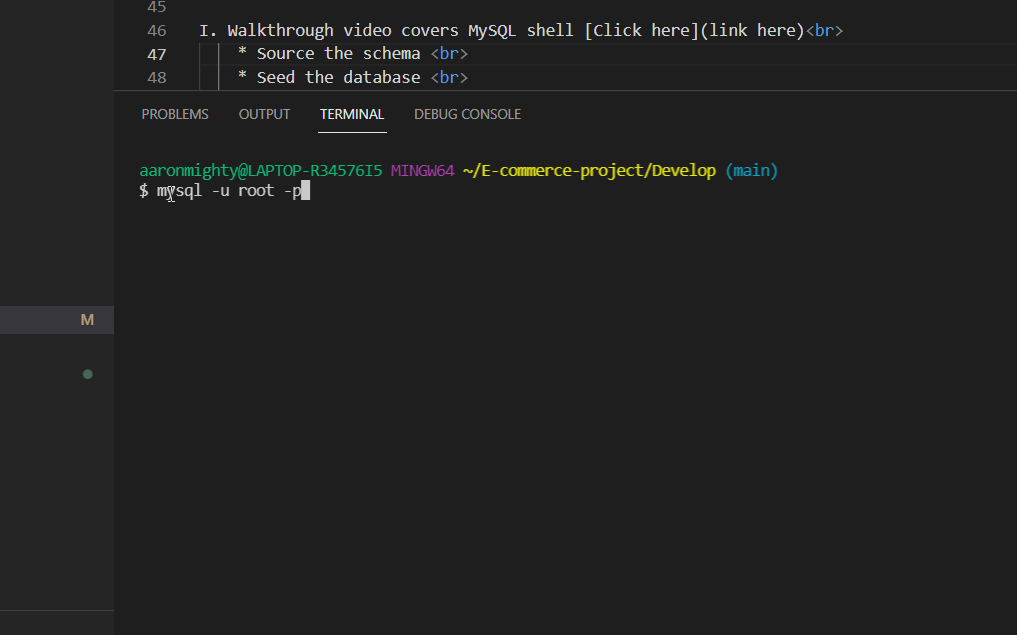 45
46 I. Walkthrough video covers MySQL shell [Click here](link here)<br>
47 * Source the schema <br>
48 * Seed the database <br>
PROBLEMS OUTPUT TERMINAL DEBUG CONSOLE
aaronmighty@LAPTOP-R34576I5 MINGW64 ~/E-commerce-project/Develop (main)
$ mysql -u root -p
M